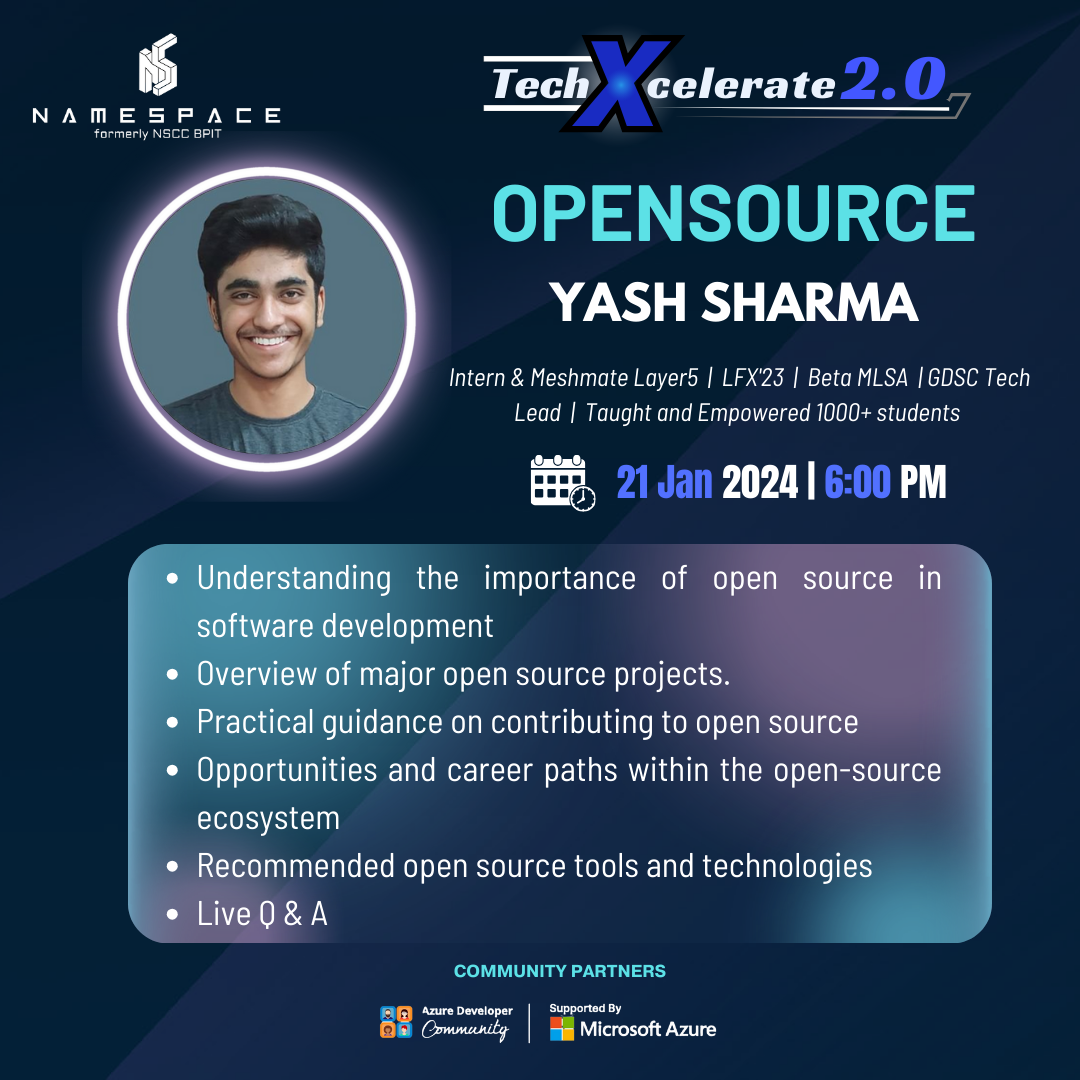 NAMESPACE
formerly NSCC BPIT
TechXcelerate 2.0
OPENSOURCE
YASH SHARMA
Intern & Meshmate Layer5 | LFX'23 | Beta MLSA | GDSC Tech
Lead | Taught and Empowered 1000+ students
21 Jan 2024 | 6:00 PM
• Understanding the importance of open source in
software development
• Overview of major open source projects.
• Practical guidance on contributing to open source
• Opportunities and career paths within the open-source
ecosystem
• Recommended open source tools and technologies
• Live Q & A
COMMUNITY PARTNERS
Azure Developer
Community
Supported By
Microsoft Azure